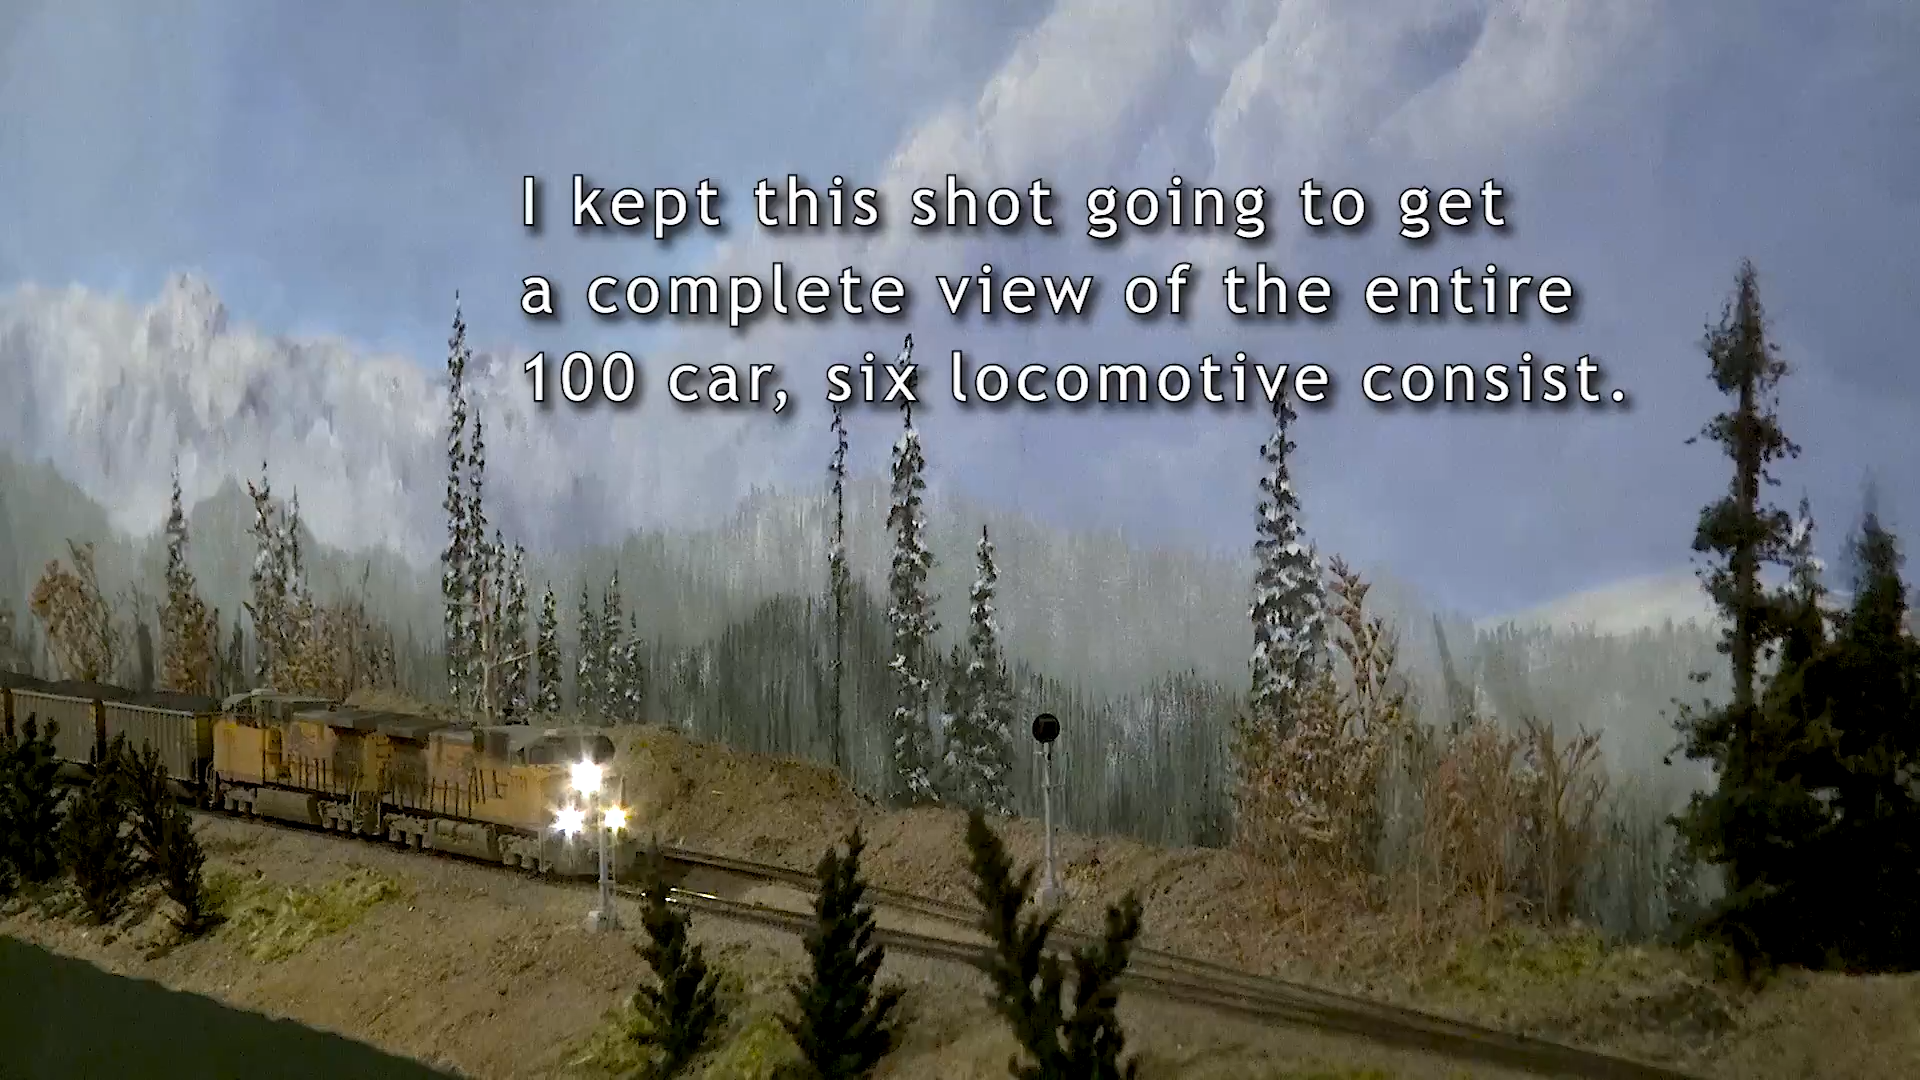 I kept this shot going to get
a complete view of the entire
100 car, six locomotive consist.